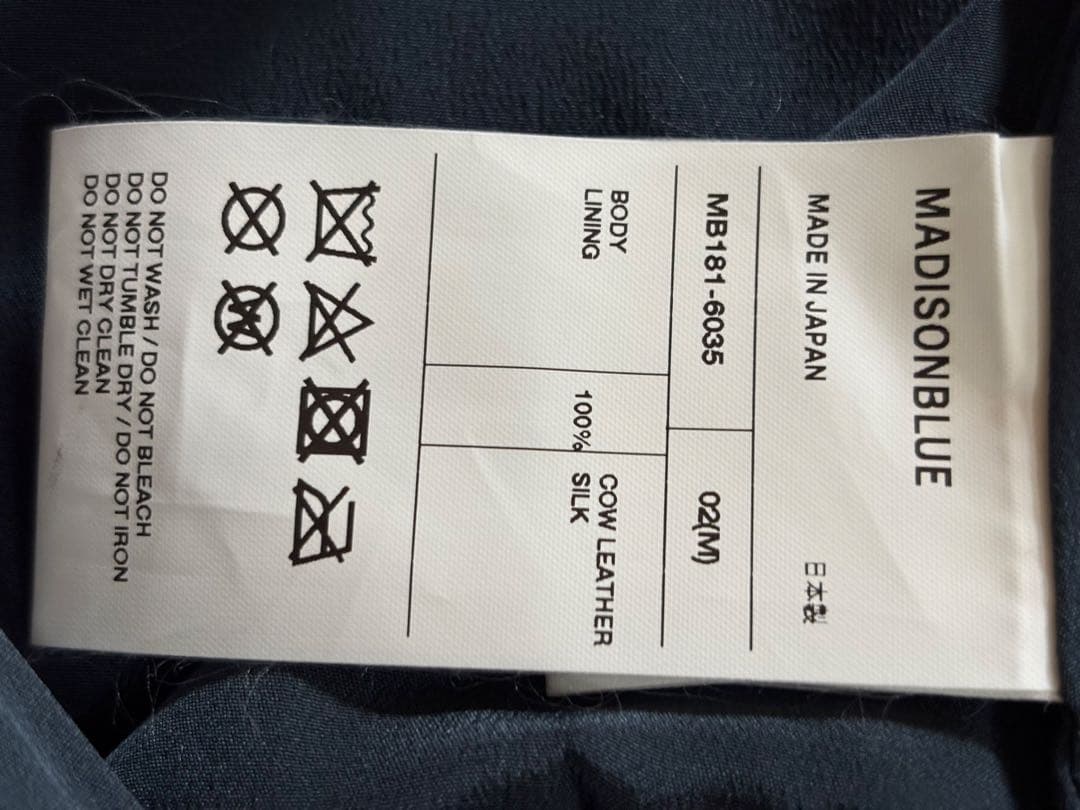 MADISONBLUE
MADE IN JAPAN 日本製
MB181-6035 02(M)
BODY COW LEATHER
LINING 100% SILK
W
DO NOT WASH / DO NOT BLEACH
DO NOT TUMBLE DRY / DO NOT IRON
DO NOT DRY CLEAN
DO NOT WET CLEAN